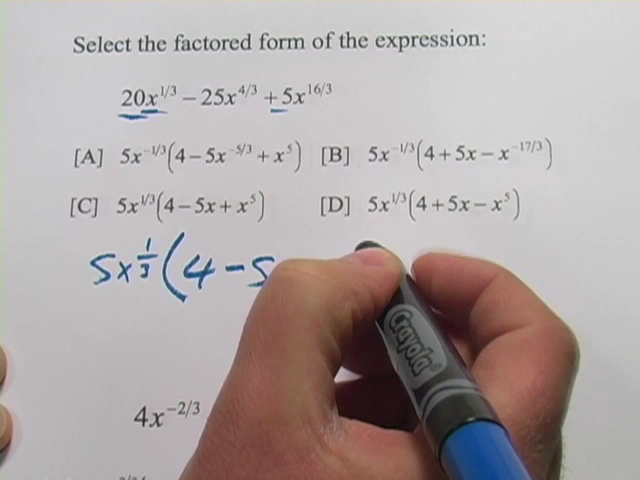 Select the factored form of the expression:
20x^1/3 − 25x^4/3 + 5x^16/3
[A] 5x^−1/3(4 − 5x^−5/3 + x^5) [B] 5x^−1/3(4 + 5x − x^−17/3)
[C] 5x^1/3(4 − 5x + x^5) [D] 5x^1/3(4 + 5x − x^5)
5x^1/3(4 − 5
Crayola
4x^−2/3